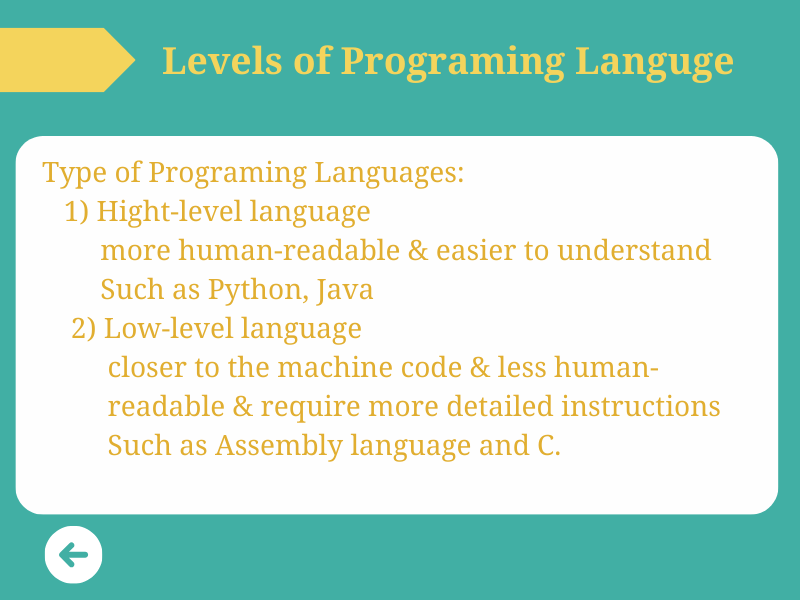 Levels of Programing Languge
Type of Programing Languages:
1) Hight-level language
more human-readable & easier to understand
Such as Python, Java
2) Low-level language
closer to the machine code & less human-
readable & require more detailed instructions
Such as Assembly language and C.